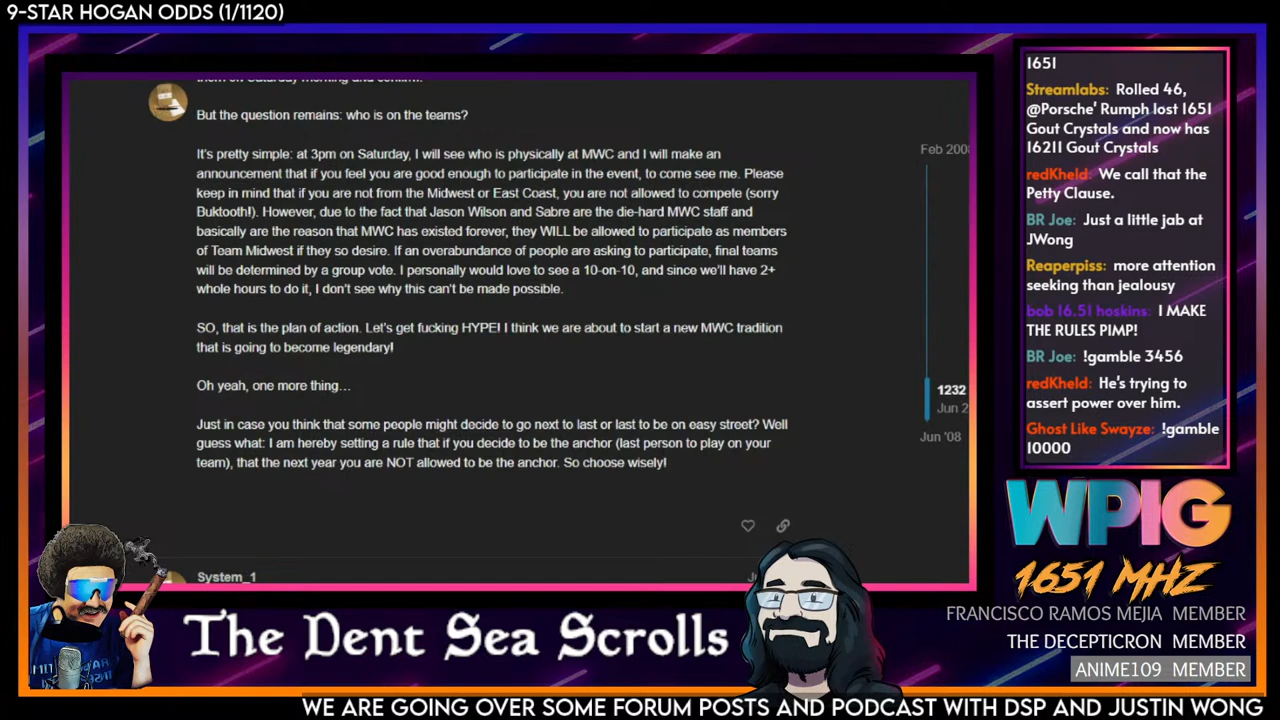 9-STAR HOGAN ODDS (1/1120)
But the question remains: who is on the teams?
It's pretty simple: at 3pm on Saturday, I will see who is physically at MWC and I will make an
announcement that if you feel you are good enough to participate in the event, to come see me. Please
keep in mind that if you are not from the Midwest or East Coast, you are not allowed to compete (sorry
Buktooth!). However, due to the fact that Jason Wilson and Sabre are the die-hard MWC staff and
basically are the reason that MWC has existed forever, they WILL be allowed to participate as members
of Team Midwest if they so desire. If an overabundance of people are asking to participate, final teams
will be determined by a group vote. I personally would love to see a 10-on-10, and since we'll have 2+
whole hours to do it, I don't see why this can't be made possible.
SO, that is the plan of action. Let's get fucking HYPE! I think we are about to start a new MWC tradition
that is going to become legendary!
Oh yeah, one more thing…
Just in case you think that some people might decide to go next to last or last to be on easy street? Well
guess what: I am hereby setting a rule that if you decide to be the anchor (last person to play on your
team), that the next year you are NOT allowed to be the anchor. So choose wisely!
System_1
Feb 2008
1232
Jun 2
Jun '08
1651
Streamlabs: Rolled 46,
@Porsche' Rumph lost 1651
Gout Crystals and now has
16211 Gout Crystals
redKheld: We call that the
Petty Clause.
BR Joe: Just a little jab at
JWong
Reaperpiss: more attention
seeking than jealousy
bob 16.51 hoskins: I MAKE
THE RULES PIMP!
BR Joe: !gamble 3456
redKheld: He's trying to
assert power over him.
Ghost Like Swayze: !gamble
10000
WPIG
1651 MHZ
FRANCISCO RAMOS MEJIA MEMBER
THE DECEPTICRON MEMBER
ANIME109 MEMBER
The Dent Sea Scrolls
WE ARE GOING OVER SOME FORUM POSTS AND PODCAST WITH DSP AND JUSTIN WONG